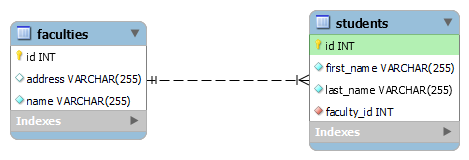 faculties
id INT
address VARCHAR(255)
name VARCHAR(255)
Indexes
students
id INT
first_name VARCHAR(255)
last_name VARCHAR(255)
faculty_id INT
Indexes